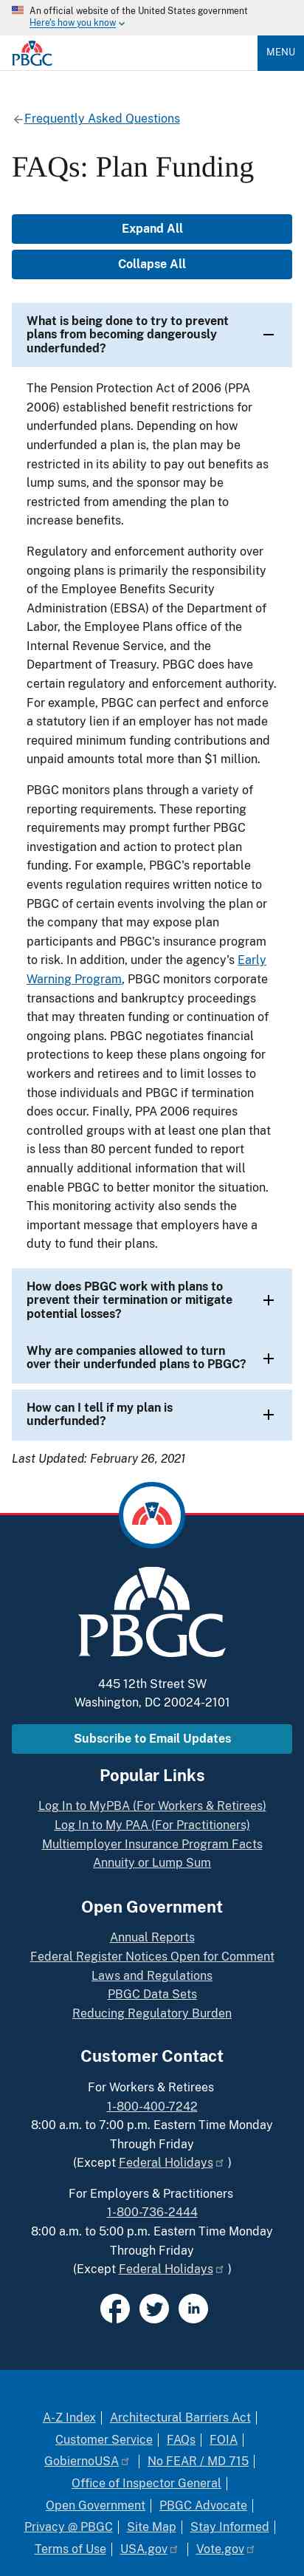 An official website of the United States government
Here's how you know
PBGC
MENU
Frequently Asked Questions
FAQs: Plan Funding
Expand All
Collapse All
What is being done to try to prevent
plans from becoming dangerously
underfunded?
The Pension Protection Act of 2006 (PPA
2006) established benefit restrictions for
underfunded plans. Depending on how
underfunded a plan is, the plan may be
restricted in its ability to pay out benefits as
lump sums, and the sponsor may be
restricted from amending the plan to
increase benefits.
Regulatory and enforcement authority over
ongoing plans is primarily the responsibility
of the Employee Benefits Security
Administration (EBSA) of the Department of
Labor, the Employee Plans office of the
Internal Revenue Service, and the
Department of Treasury. PBGC does have
certain regulatory and enforcement authority.
For example, PBGC can perfect and enforce
a statutory lien if an employer has not made
required minimum funding contributions and
unpaid amounts total more than $1 million.
PBGC monitors plans through a variety of
reporting requirements. These reporting
requirements may prompt further PBGC
investigation and action to protect plan
funding. For example, PBGC's reportable
events regulation requires written notice to
PBGC of certain events involving the plan or
the company that may expose plan
participants and PBGC's insurance program
to risk. In addition, under the agency's Early
Warning Program, PBGC monitors corporate
transactions and bankruptcy proceedings
that may threaten funding or continuation of
ongoing plans. PBGC negotiates financial
protections to keep these plans ongoing for
workers and retirees and to limit losses to
those individuals and PBGC if termination
does occur. Finally, PPA 2006 requires
controlled groups with at least one plan that
is less than 80 percent funded to report
annually additional information that will
enable PBGC to better monitor the situation.
This monitoring activity also sends the
important message that employers have a
duty to fund their plans.
How does PBGC work with plans to
prevent their termination or mitigate
potential losses?
Why are companies allowed to turn
over their underfunded plans to PBGC?
How can I tell if my plan is
underfunded?
Last Updated: February 26, 2021
PBGC
445 12th Street SW
Washington, DC 20024-2101
Subscribe to Email Updates
Popular Links
Log In to MyPBA (For Workers & Retirees)
Log In to My PAA (For Practitioners)
Multiemployer Insurance Program Facts
Annuity or Lump Sum
Open Government
Annual Reports
Federal Register Notices Open for Comment
Laws and Regulations
PBGC Data Sets
Reducing Regulatory Burden
Customer Contact
For Workers & Retirees
1-800-400-7242
8:00 a.m. to 7:00 p.m. Eastern Time Monday
Through Friday
(Except Federal Holidays )
For Employers & Practitioners
1-800-736-2444
8:00 a.m. to 5:00 p.m. Eastern Time Monday
Through Friday
(Except Federal Holidays )
A-Z Index | Architectural Barriers Act |
Customer Service | FAQs | FOIA |
GobiernoUSA | No FEAR / MD 715 |
Office of Inspector General |
Open Government | PBGC Advocate |
Privacy @ PBGC | Site Map | Stay Informed |
Terms of Use | USA.gov | Vote.gov